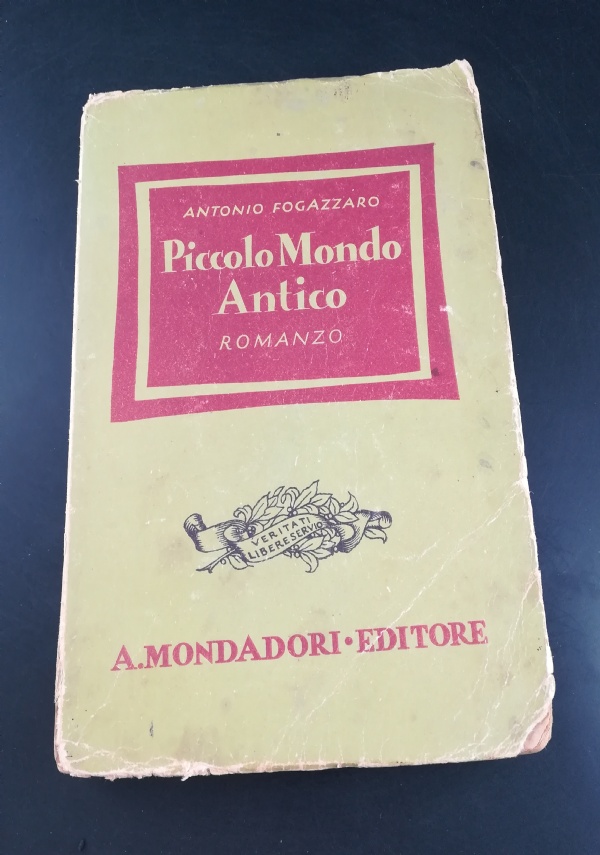 ANTONIO FOGAZZARO
Piccolo Mondo
Antico
ROMANZO
VERITATI
LIBERE SERVIO
A. MONDADORI · EDITORE